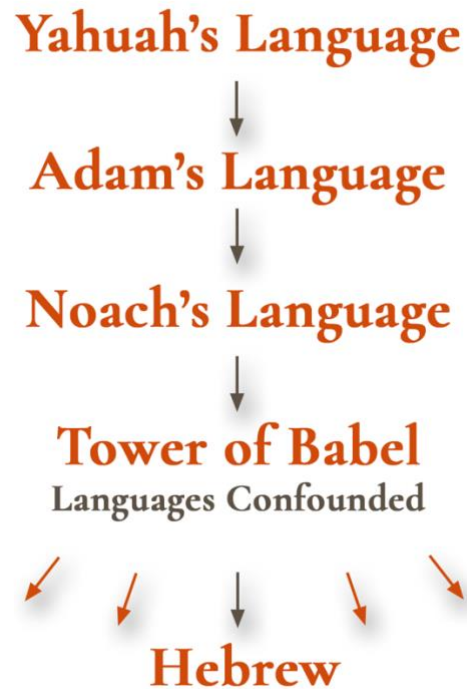 Yahuah’s Language
Adam’s Language
Noach’s Language
Tower of Babel
Languages Confounded
Hebrew